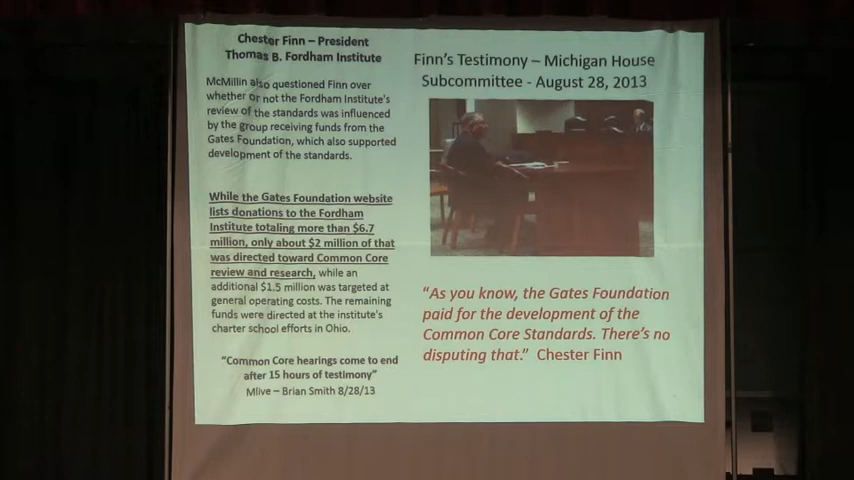 Chester Finn – President
Thomas B. Fordham Institute
McMillin also questioned Finn over
whether or not the Fordham Institute's
review of the standards was influenced
by the group receiving funds from the
Gates Foundation, which also supported
development of the standards.
While the Gates Foundation website
lists donations to the Fordham
Institute totaling more than $6.7
million, only about $2 million of that
was directed toward Common Core
review and research, while an
additional $1.5 million was targeted at
general operating costs. The remaining
funds were directed at the institute's
charter school efforts in Ohio.
"Common Core hearings come to end
after 15 hours of testimony"
Mlive – Brian Smith 8/28/13
Finn's Testimony – Michigan House
Subcommittee - August 28, 2013
"As you know, the Gates Foundation
paid for the development of the
Common Core Standards. There's no
disputing that." Chester Finn